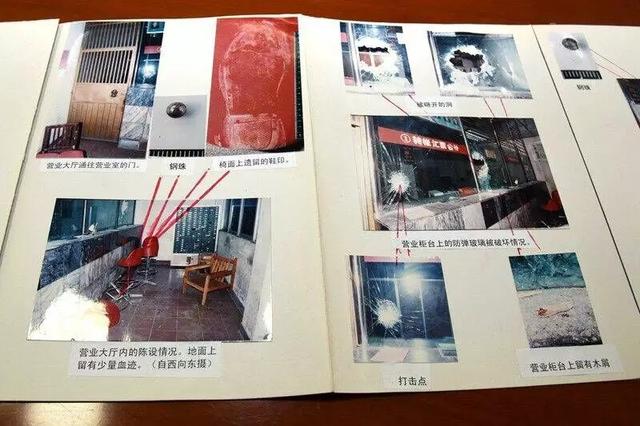 营业大厅通往营业室的门。
钢珠
椅面上遗留的鞋印。
营业大厅内的陈设情况。地面上
留有少量血迹。（自西向东摄）
被砸开的洞
营业柜台上的防弹玻璃被破坏情况。
打击点
营业柜台上留有木屑
钢珠